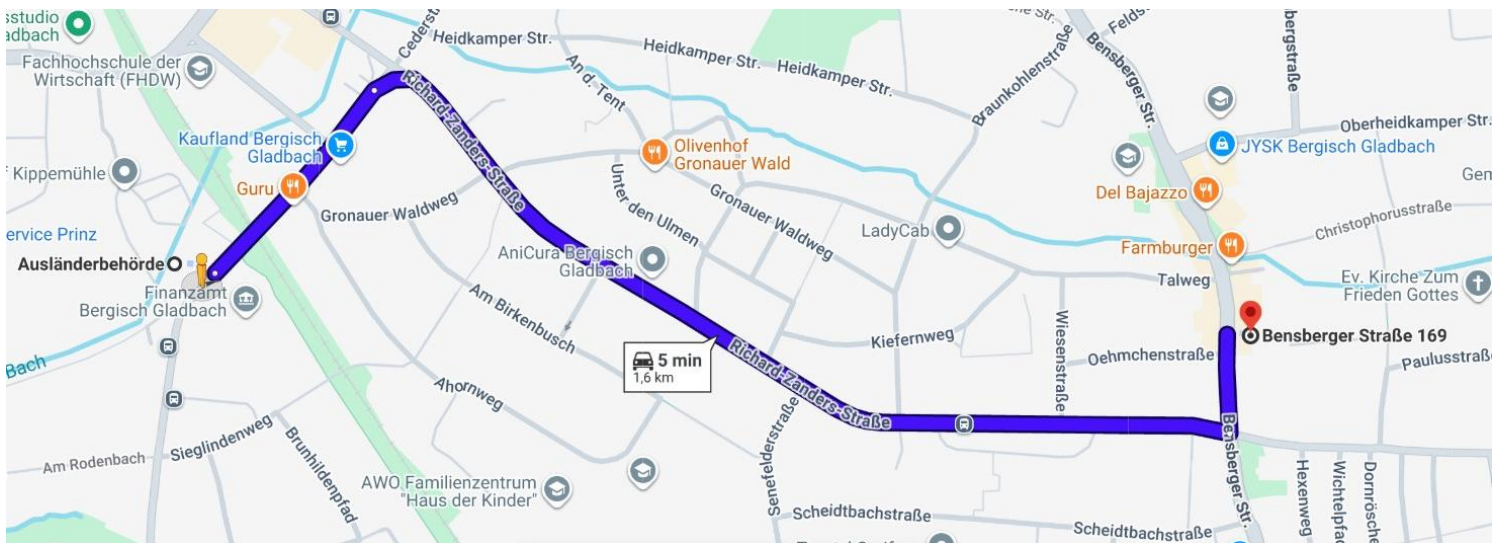 sstudio
adbach
Fachhochschule der
Wirtschaft (FHDW)
Cederst
Heidkamper Str.
Heidkamper Str.
Heidkamper Str.
An d. Tent
Braunkohlenstraße
Bensberger Str.
Bensberger Str.
Feldst
bergstraße
Oberheidkamper Str.
JYSK Bergisch Gladbach
Richard-Zanders-Straße
Kaufland Bergisch
Gladbach
Kippemühle
Guru
Olivenhof
Gronauer Wald
Unter den Ulmen
Gronauer Waldweg
Gronauer Waldweg
Del Bajazzo
Gem
Christophorusstraße
ervice Prinz
LadyCab
Farmburger
AniCura Bergisch
Gladbach
Ausländerbehörde
Finanzamt
Bergisch Gladbach
Talweg
Ev. Kirche Zum
Frieden Gottes
Am Birkenbusch
Kiefernweg
Wiesenstraße
Bensberger Straße 169
Oehmchenstraße
Paulusstraße
Bach
5 min
1,6 km
Richard-Zanders-Straße
Ahornweg
Senefelderstraße
Bensberger Str.
Sieglindenweg
Am Rodenbach
Brunhildenpfad
AWO Familienzentrum
"Haus der Kinder"
Scheidtbachstraße
Scheidtbachstraße
Hexenweg
Wichtelpfad
Dornrösche